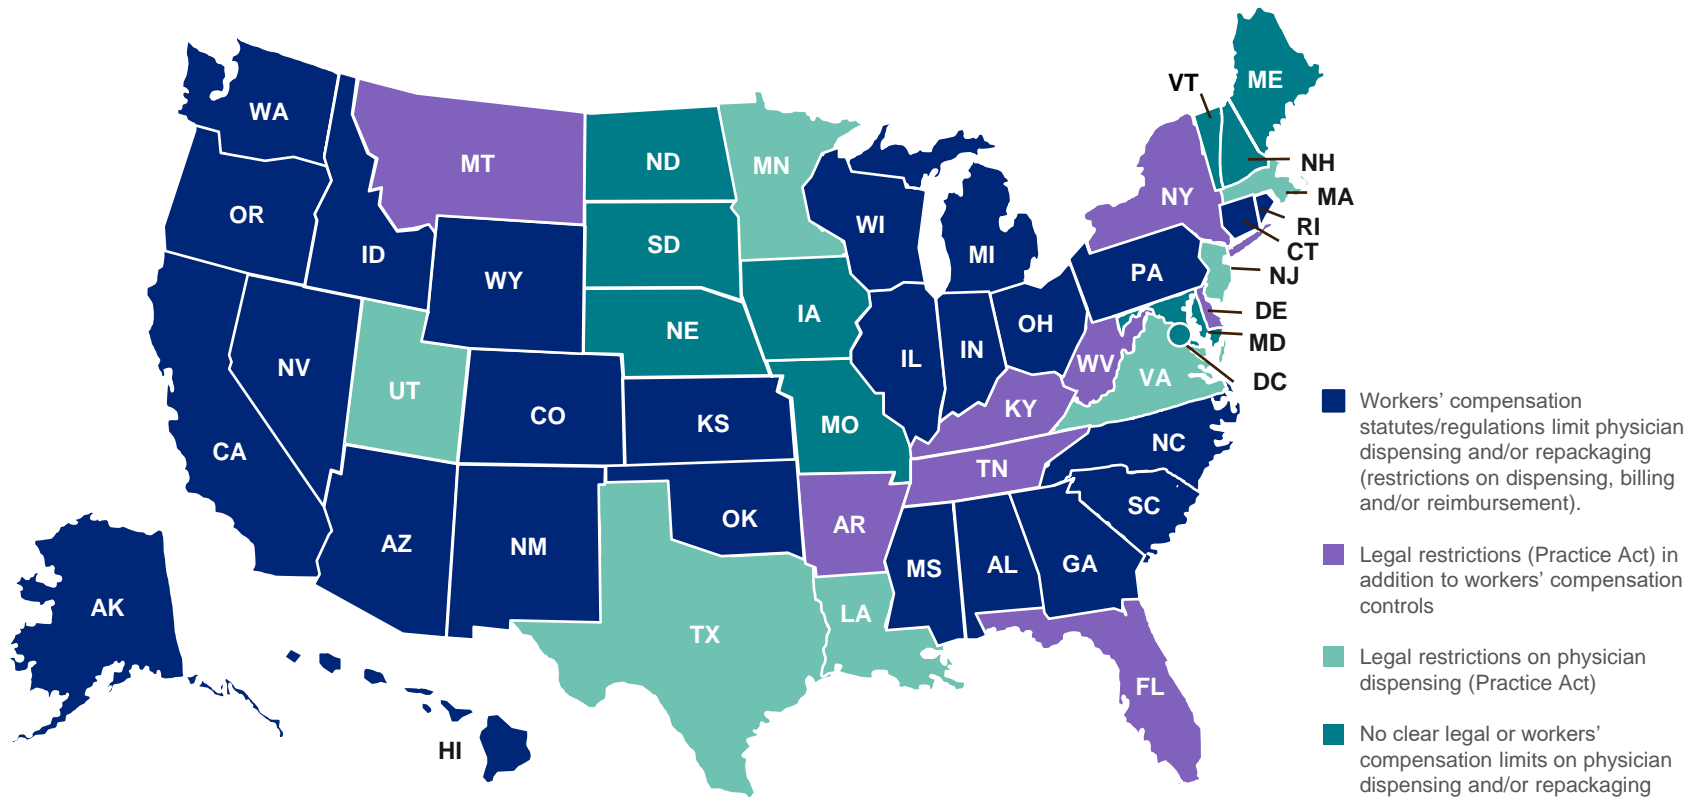 ME
VT
WA
MT
ND
MN
NH
MA
NY
OR
SD
WI
RI
CT
ID
MI
NJ
WY
PA
DE
IA
OH
MD
NE
IN
IL
WV
DC
NV
UT
VA
KY
CO
KS
MO
NC
CA
TN
SC
AZ
NM
OK
AR
MS
AL
GA
AK
TX
LA
FL
HI
Workers’ compensation
statutes/regulations limit physician
dispensing and/or repackaging
(restrictions on dispensing, billing
and/or reimbursement).
Legal restrictions (Practice Act) in
addition to workers’ compensation
controls
Legal restrictions on physician
dispensing (Practice Act)
No clear legal or workers’
compensation limits on physician
dispensing and/or repackaging